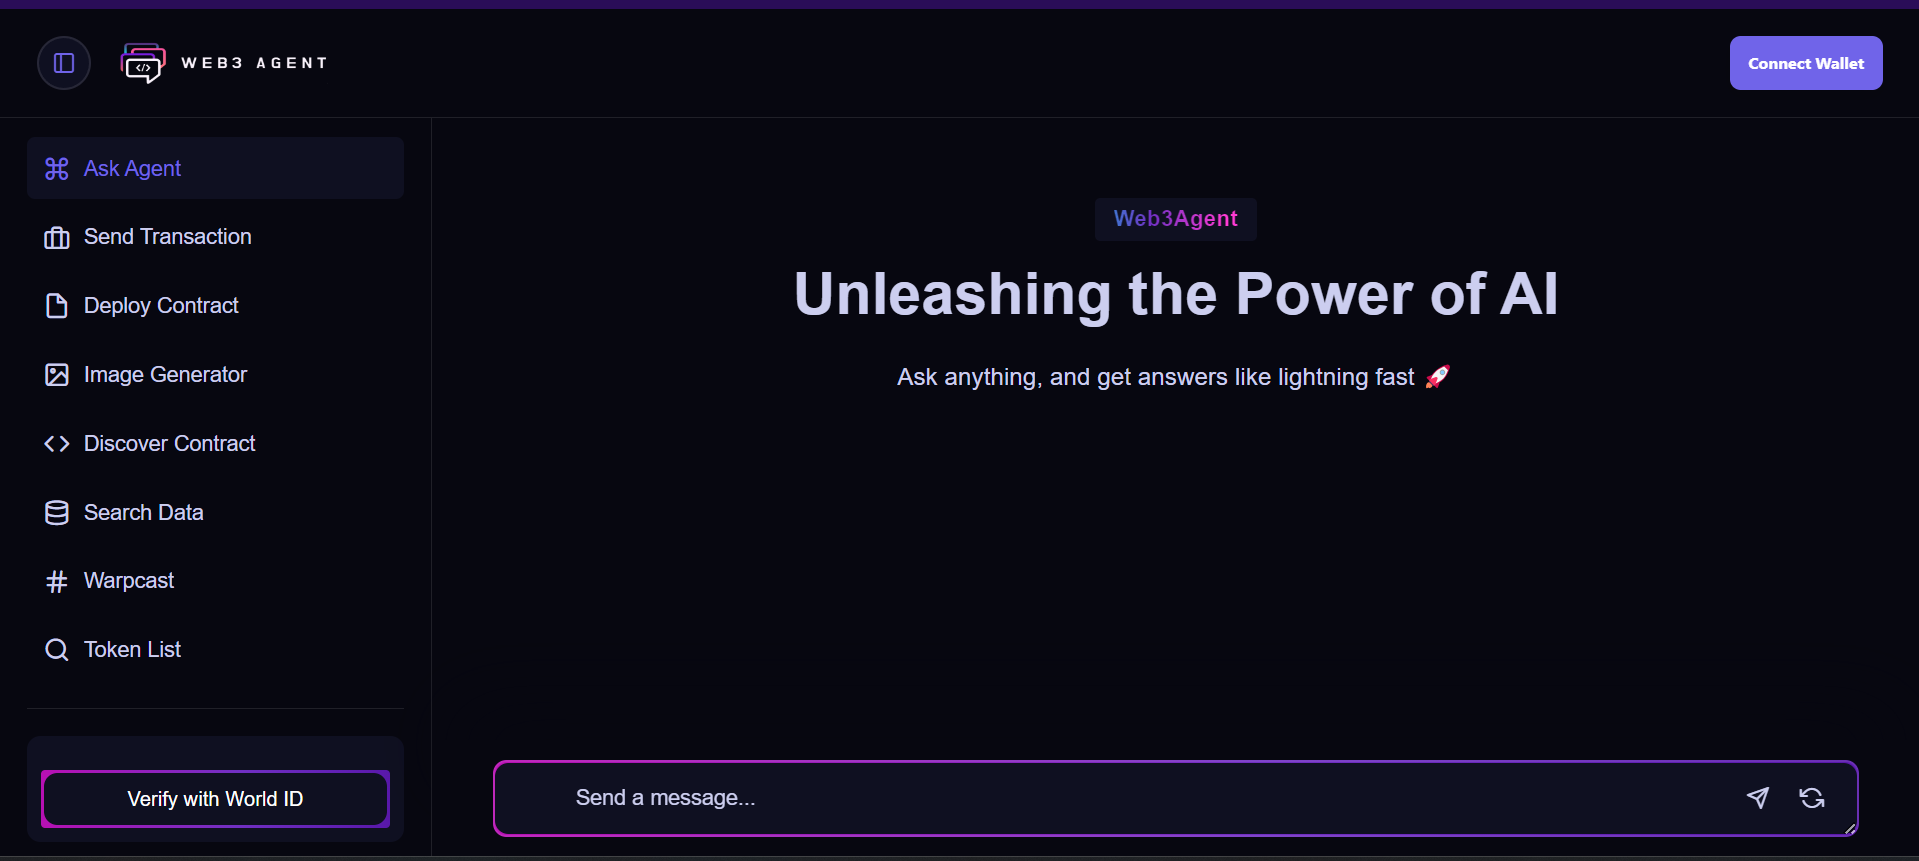 WEB3 AGENT
Connect Wallet
Ask Agent
Send Transaction
Deploy Contract
Image Generator
Discover Contract
Search Data
Warpcast
Token List
Verify with World ID
Web3Agent
Unleashing the Power of AI
Ask anything, and get answers like lightning fast 🚀
Send a message...